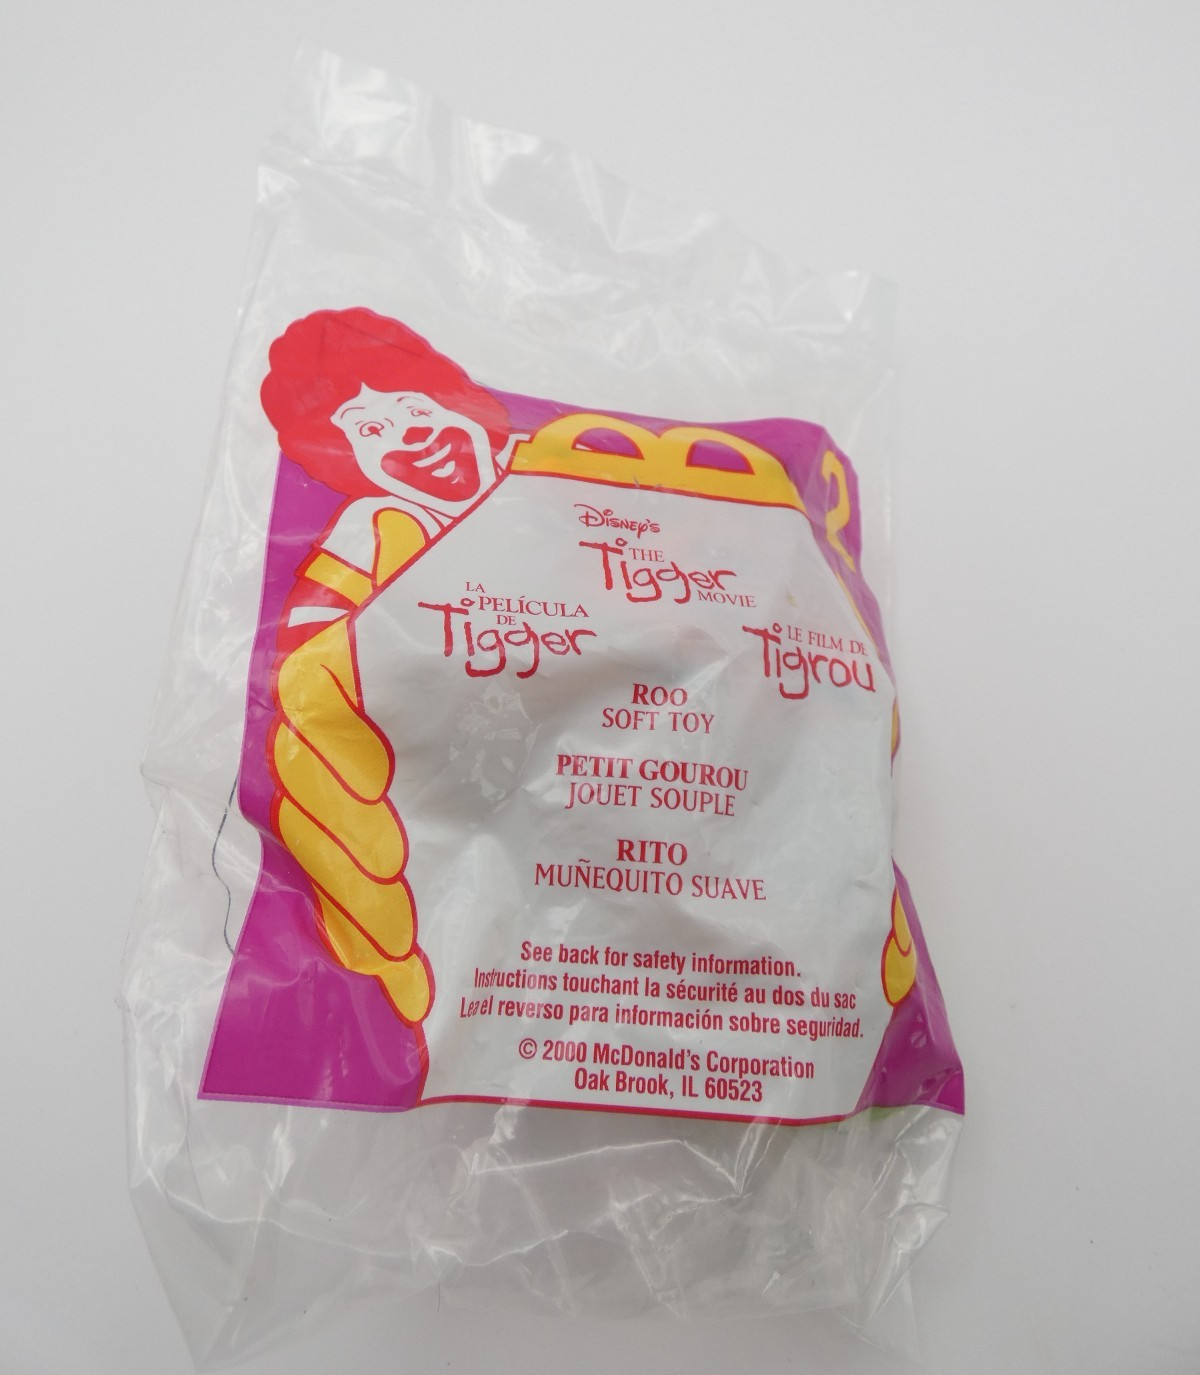 2
Disney's
THE
Tigger
MOVIE
LA
PELÍCULA
DE
Tigger
LE FILM DE
Tigrou
ROO
SOFT TOY
PETIT GOUROU
JOUET SOUPLE
RITO
MUÑEQUITO SUAVE
See back for safety information.
Instructions touchant la sécurité au dos du sac
Lea el reverso para información sobre seguridad.
© 2000 McDonald's Corporation
Oak Brook, IL 60523